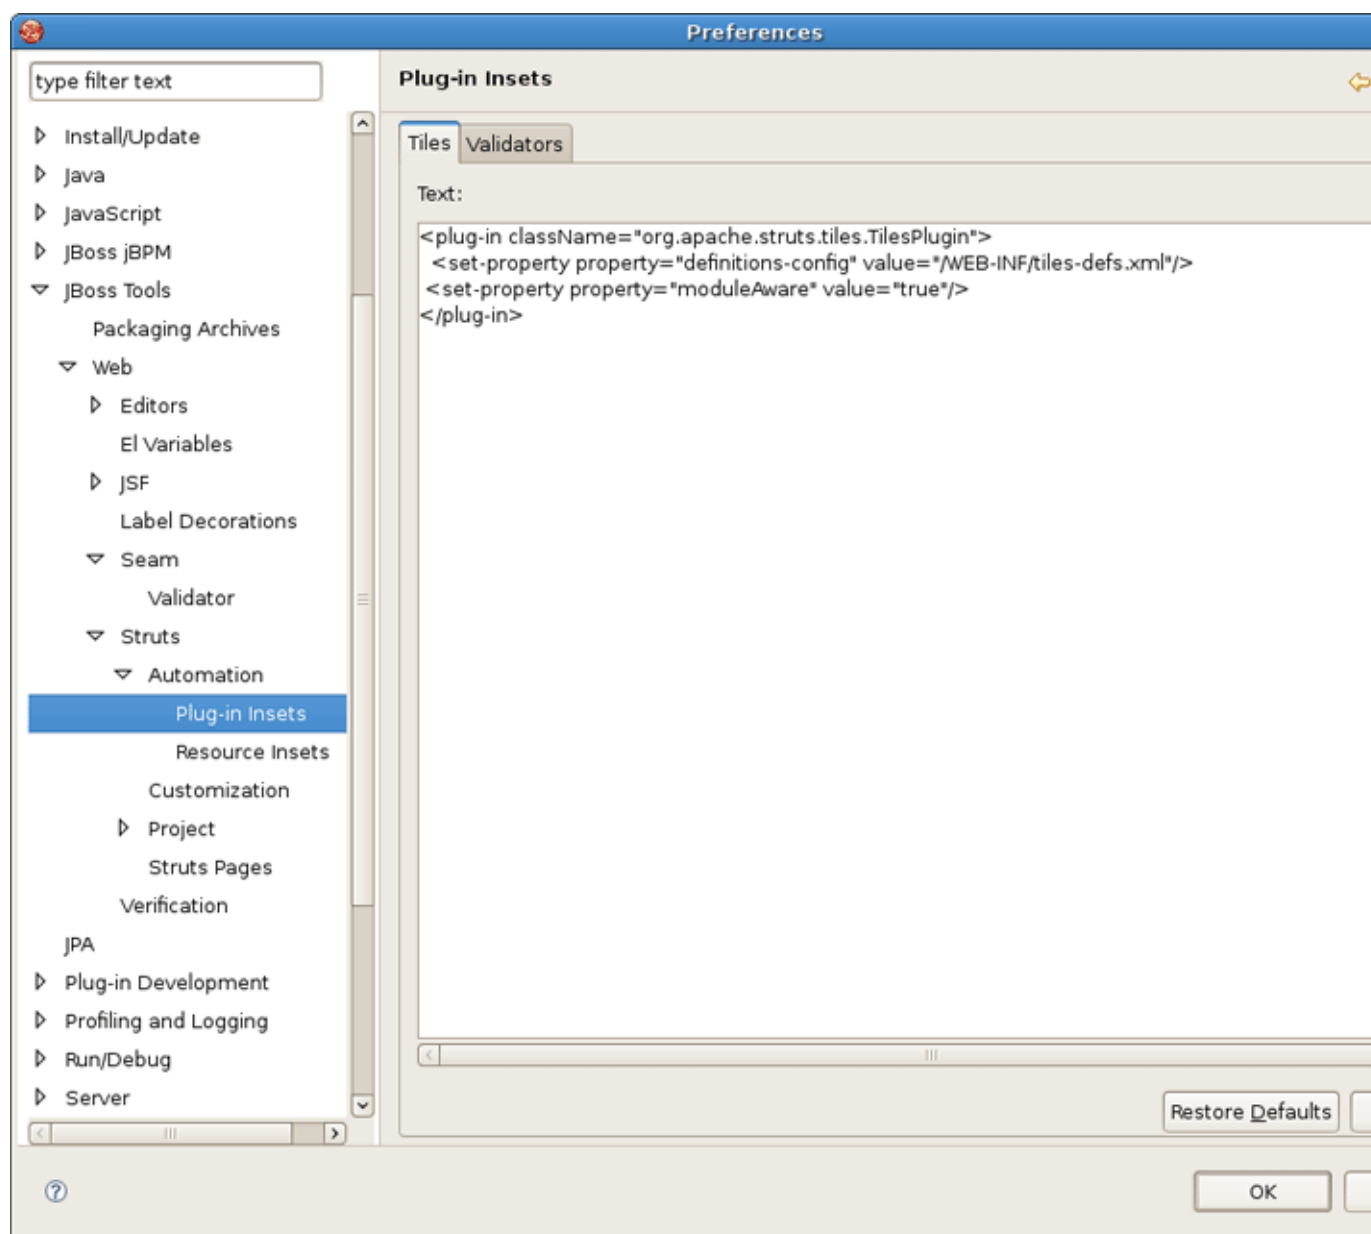 Preferences
type filter text
Install/Update
Java
JavaScript
JBoss jBPM
JBoss Tools
Packaging Archives
Web
Editors
El Variables
JSF
Label Decorations
Seam
Validator
Struts
Automation
Plug-in Insets
Resource Insets
Customization
Project
Struts Pages
Verification
JPA
Plug-in Development
Profiling and Logging
Run/Debug
Server
Plug-in Insets
Tiles Validators
Text:
<plug-in className="org.apache.struts.tiles.TilesPlugin">
<set-property property="definitions-config" value="/WEB-INF/tiles-defs.xml"/>
<set-property property="moduleAware" value="true"/>
</plug-in>
Restore Defaults
OK